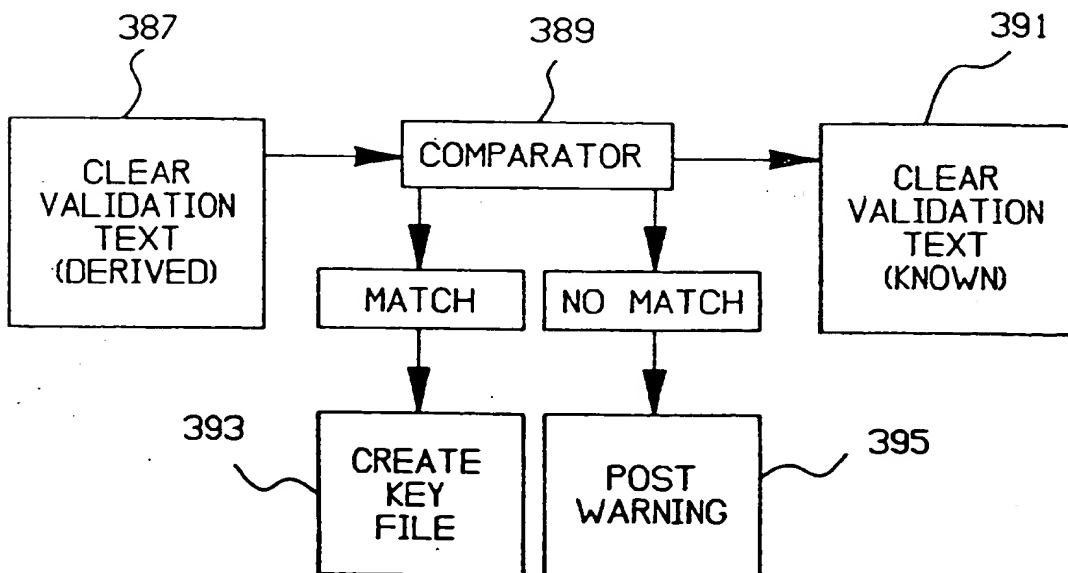 387
389
391
CLEAR
VALIDATION
TEXT
(DERIVED)
COMPARATOR
CLEAR
VALIDATION
TEXT
(KNOWN)
MATCH
NO MATCH
393
CREATE
KEY
FILE
POST
WARNING
395